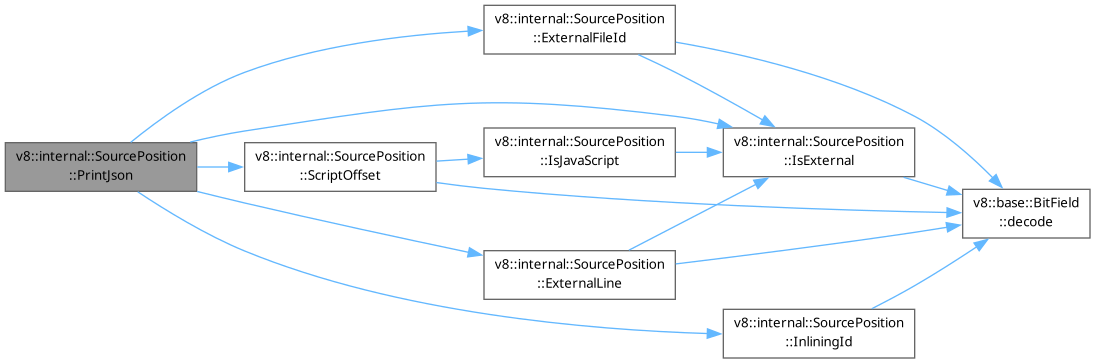 v8::internal::SourcePosition
::PrintJson
v8::internal::SourcePosition
::ExternalFileId
v8::internal::SourcePosition
::ScriptOffset
v8::internal::SourcePosition
::IsJavaScript
v8::internal::SourcePosition
::ExternalLine
v8::internal::SourcePosition
::IsExternal
v8::internal::SourcePosition
::InliningId
v8::base::BitField
::decode